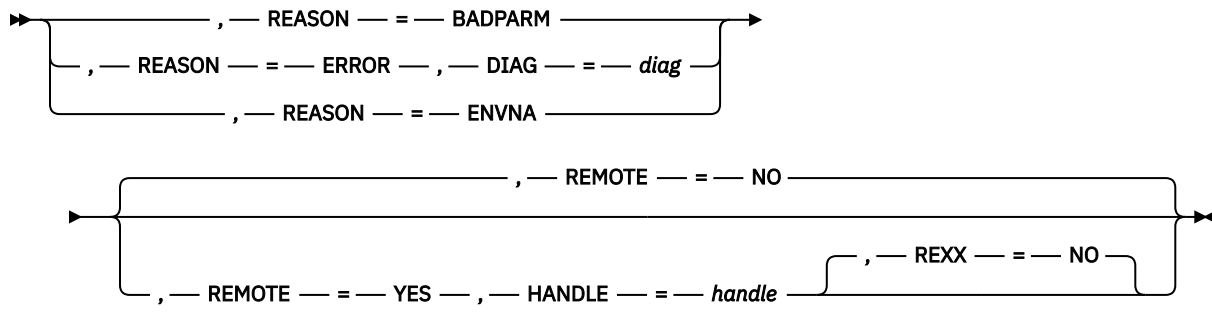 , REASON = BADPARM
, REASON = ERROR , DIAG = diag
, REASON = ENVNA
, REMOTE = NO
, REXX = NO
, REMOTE = YES , HANDLE = handle